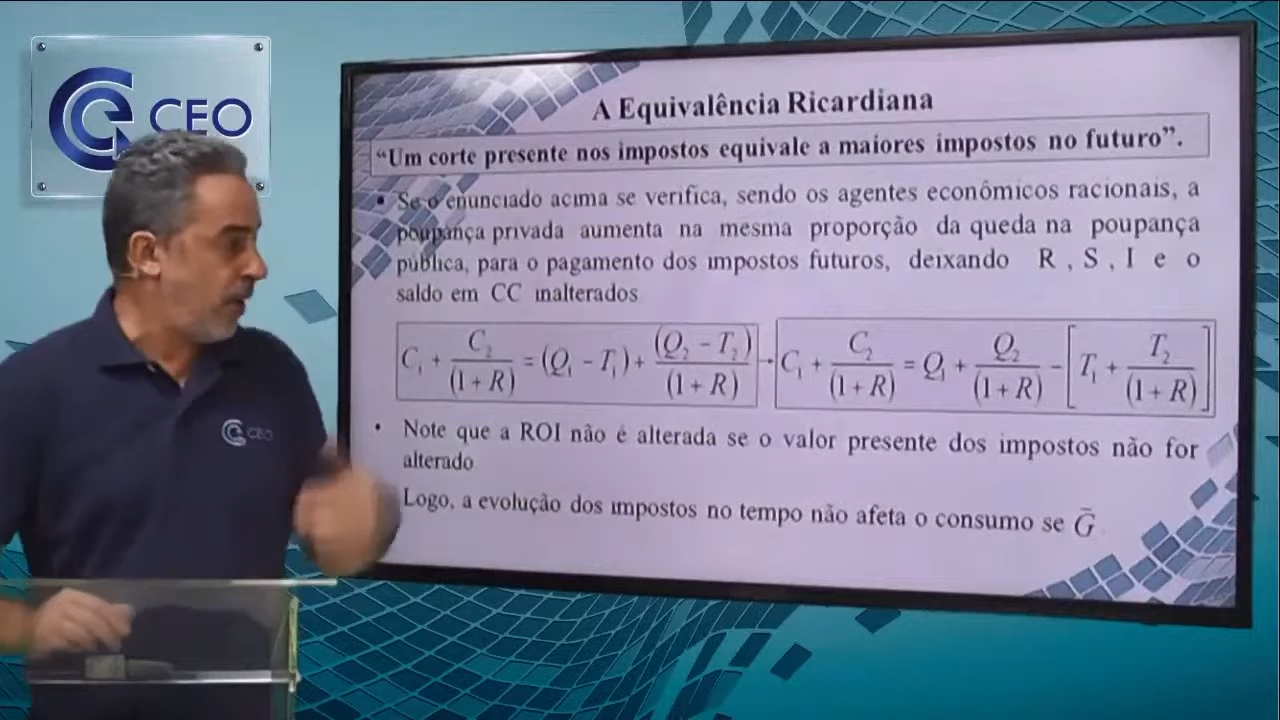 CEO
A Equivalência Ricardiana
“Um corte presente nos impostos equivale a maiores impostos no futuro”.
▪ Se o enunciado acima se verifica, sendo os agentes econômicos racionais, a
poupança privada aumenta na mesma proporção da queda na poupança
pública, para o pagamento dos impostos futuros, deixando R , S , I e o
saldo em CC inalterados
C₁ + C₂/(1 + R) = (Q₁ − T₁) + (Q₂ − T₂)/(1 + R) → C₁ + C₂/(1 + R) = Q₁ + Q₂/(1 + R) − [T₁ + T₂/(1 + R)]
• Note que a ROI não é alterada se o valor presente dos impostos não for
alterado
Logo, a evolução dos impostos no tempo não afeta o consumo se G̅
CEO